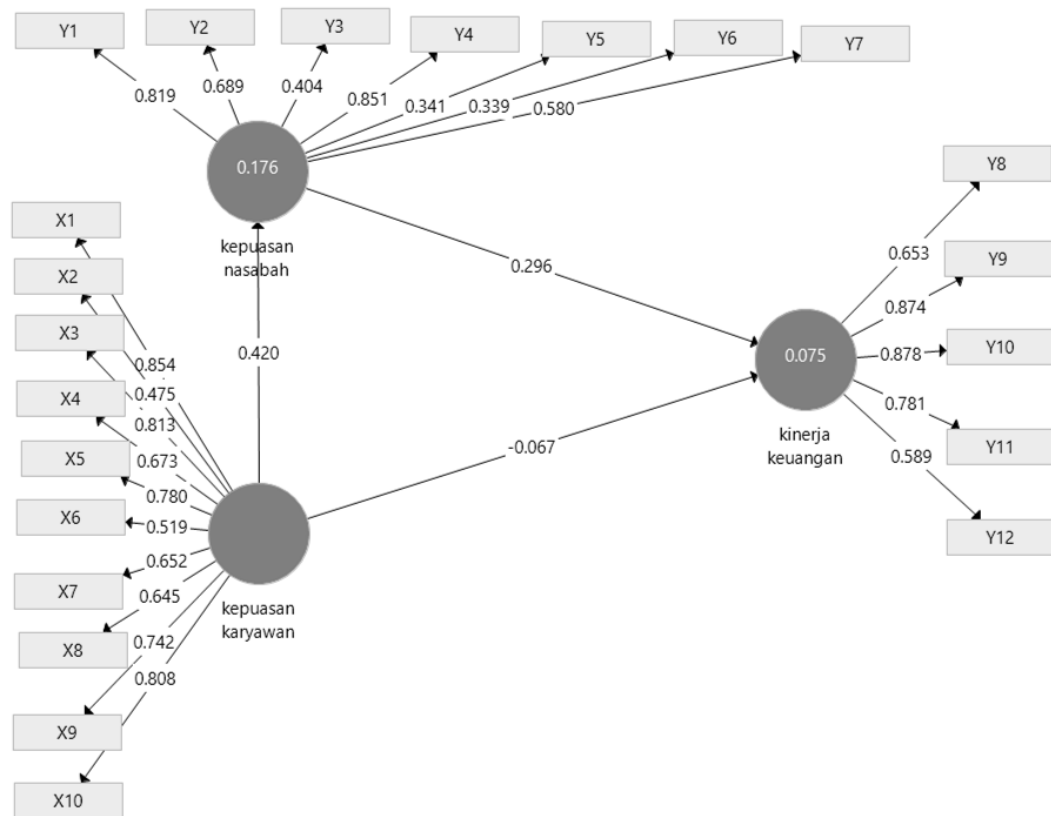 Y1
Y2
Y3
Y4
Y5
Y6
Y7
0.819
0.689
0.404
0.851
0.341
0.339
0.580
0.176
kepuasan
nasabah
X1
X2
X3
X4
X5
X6
X7
X8
X9
X10
0.854
0.475
0.813
0.673
0.780
0.519
0.652
0.645
0.742
0.808
kepuasan
karyawan
0.420
0.296
-0.067
0.075
kinerja
keuangan
0.653
0.874
0.878
0.781
0.589
Y8
Y9
Y10
Y11
Y12